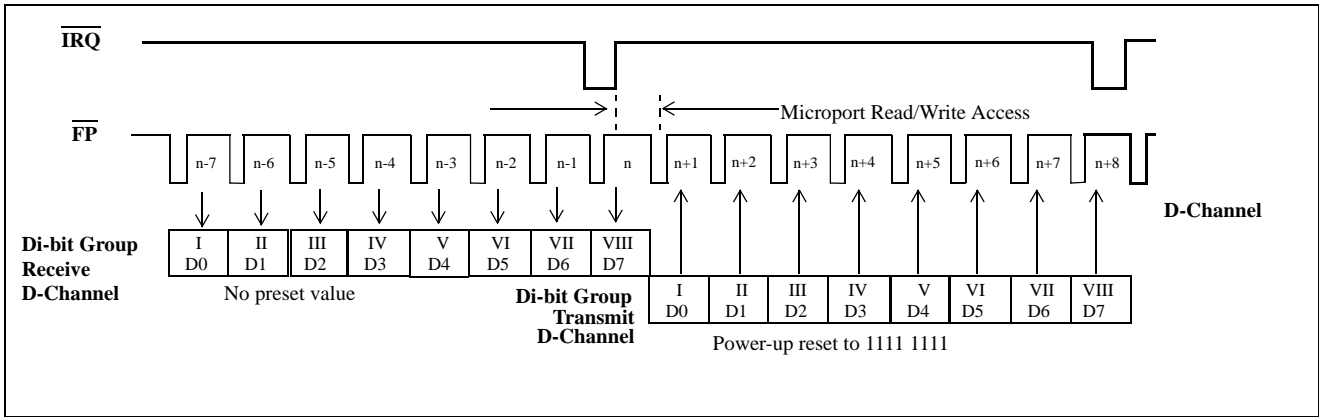 IRQ
Microport Read/Write Access
FP
n-7 n-6 n-5 n-4 n-3 n-2 n-1 n n+1 n+2 n+3 n+4 n+5 n+6 n+7 n+8
D-Channel
Di-bit Group
Receive
D-Channel
I II III IV V VI VII VIII
D0 D1 D2 D3 D4 D5 D6 D7
No preset value
Di-bit Group
Transmit
D-Channel
I II III IV V VI VII VIII
D0 D1 D2 D3 D4 D5 D6 D7
Power-up reset to 1111 1111